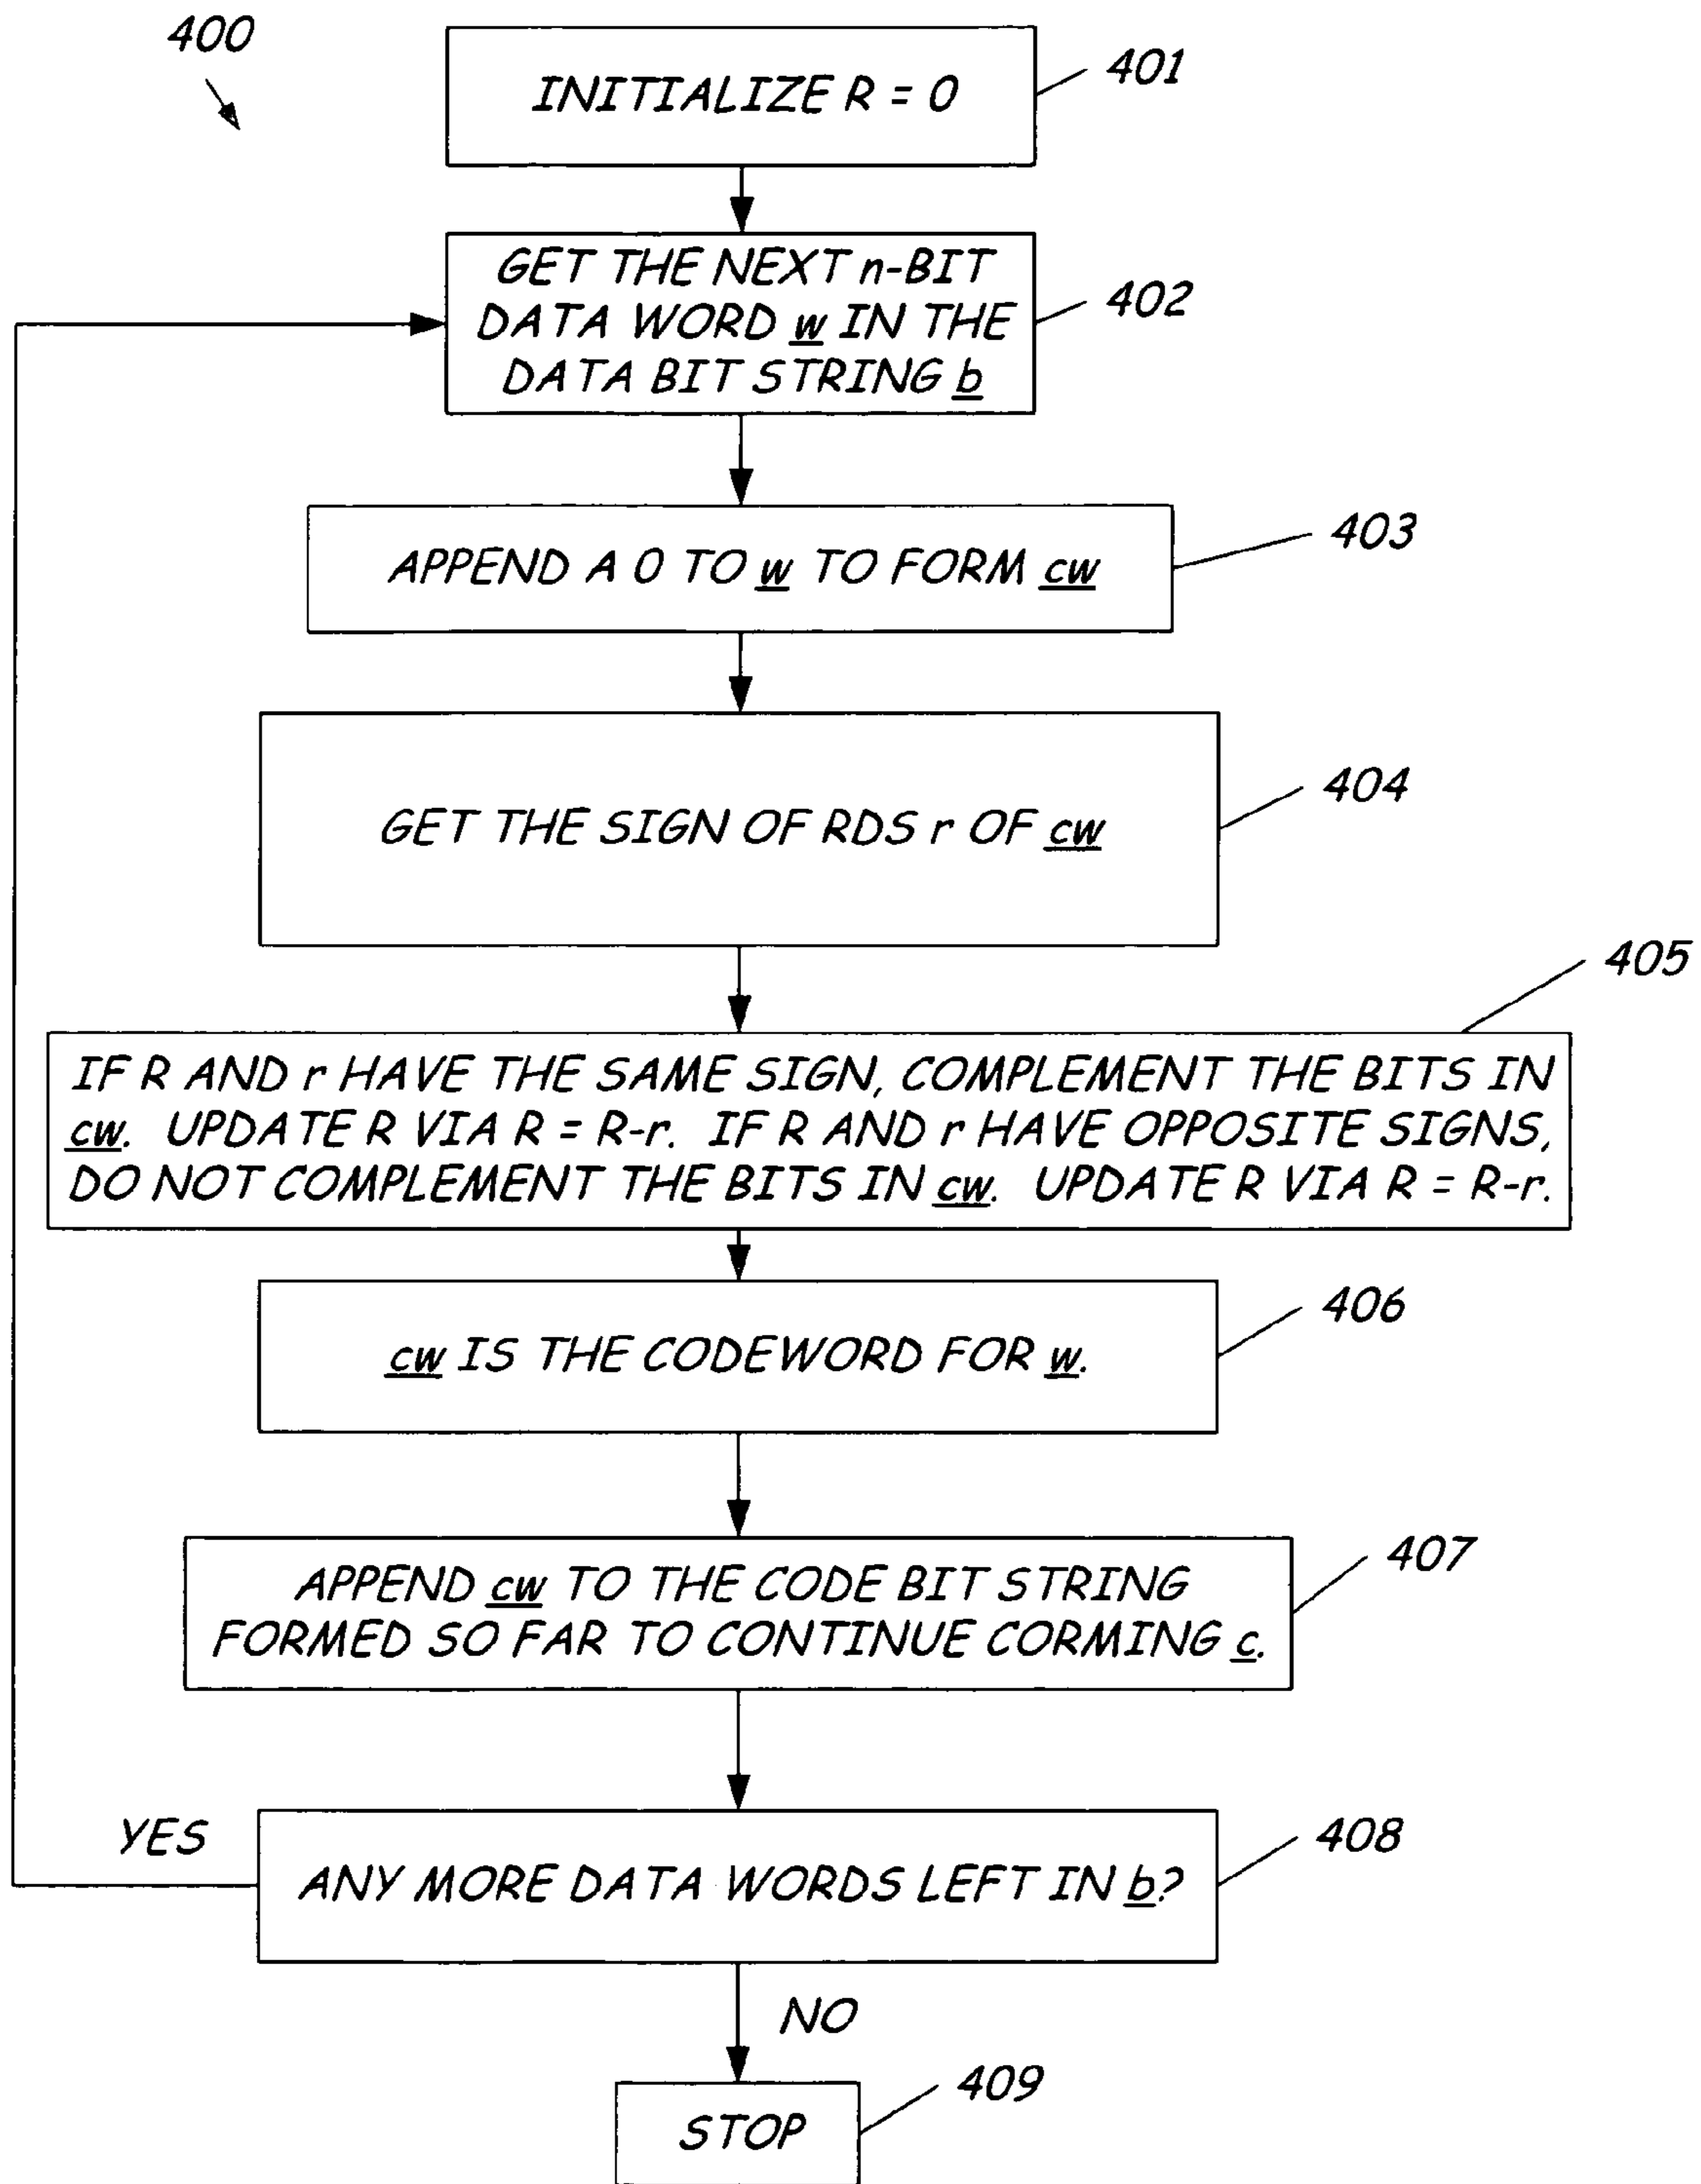 400
INITIALIZE R = 0
401
GET THE NEXT n-BIT
DATA WORD w IN THE
DATA BIT STRING b
402
APPEND A 0 TO w TO FORM cw
403
GET THE SIGN OF RDS r OF cw
404
405
IF R AND r HAVE THE SAME SIGN, COMPLEMENT THE BITS IN
cw. UPDATE R VIA R = R-r. IF R AND r HAVE OPPOSITE SIGNS,
DO NOT COMPLEMENT THE BITS IN cw. UPDATE R VIA R = R-r.
406
cw IS THE CODEWORD FOR w.
407
APPEND cw TO THE CODE BIT STRING
FORMED SO FAR TO CONTINUE CORMING c.
YES
408
ANY MORE DATA WORDS LEFT IN b?
NO
409
STOP